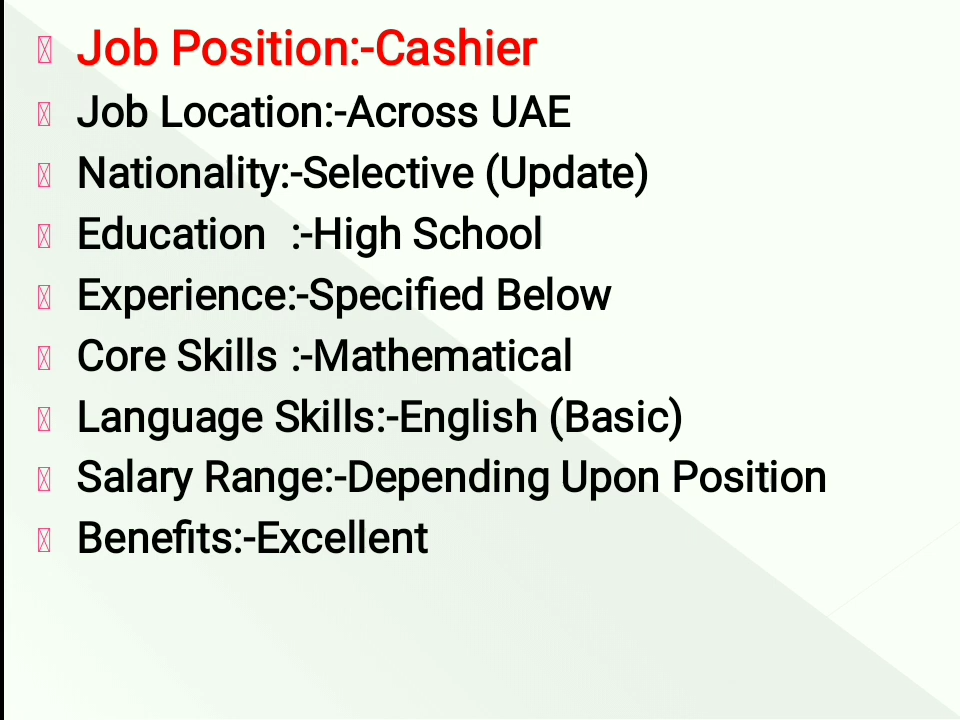 Job Position:-Cashier
Job Location:-Across UAE
Nationality:-Selective (Update)
Education  :-High School
Experience:-Specified Below
Core Skills :-Mathematical
Language Skills:-English (Basic)
Salary Range:-Depending Upon Position
Benefits:-Excellent